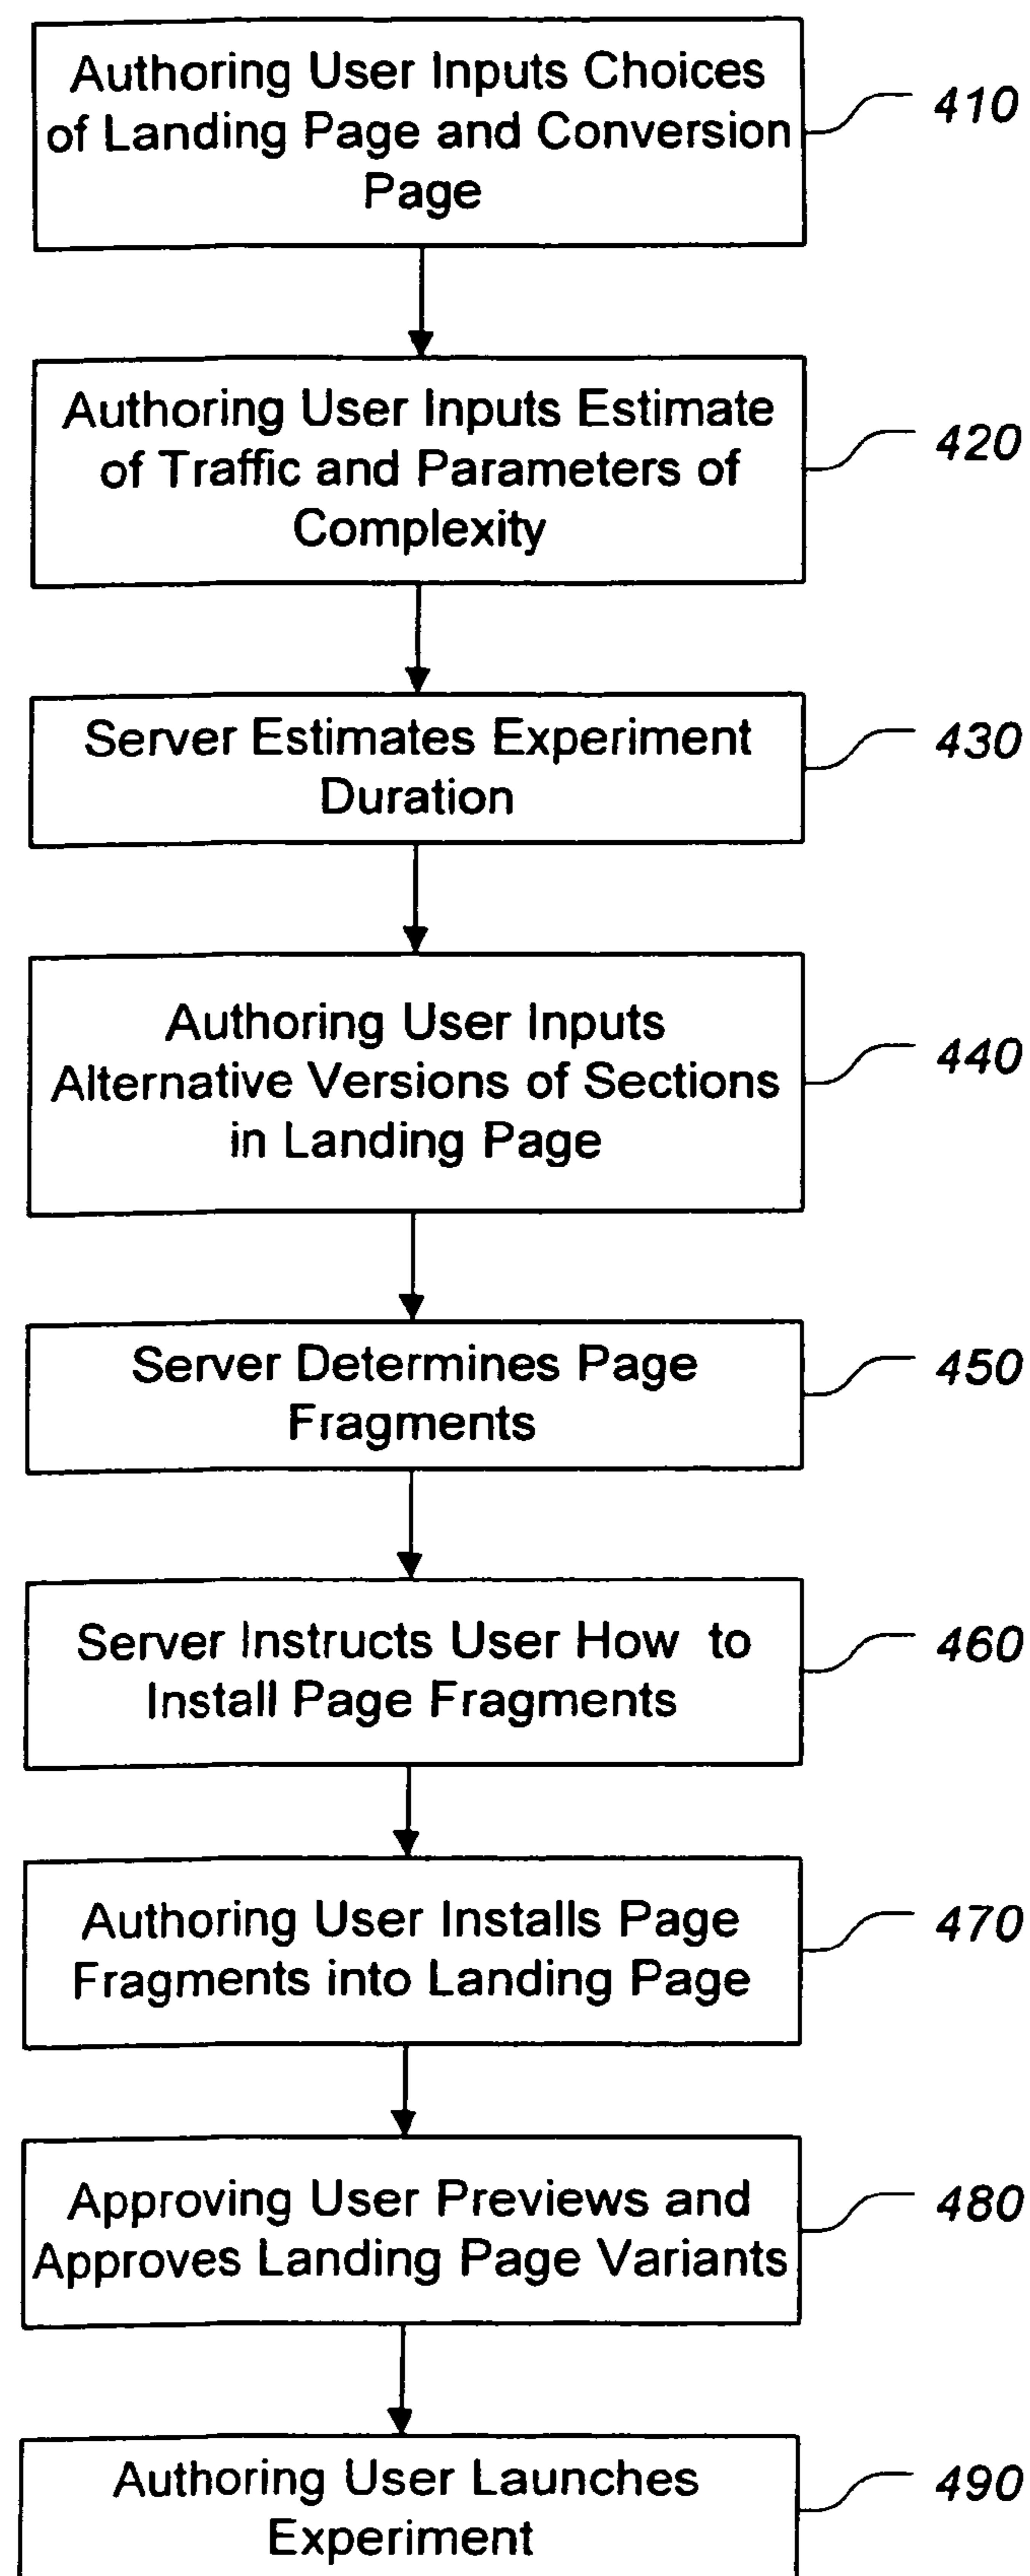 Authoring User Inputs Choices
of Landing Page and Conversion
Page
410
Authoring User Inputs Estimate
of Traffic and Parameters of
Complexity
420
Server Estimates Experiment
Duration
430
Authoring User Inputs
Alternative Versions of Sections
in Landing Page
440
Server Determines Page
Fragments
450
Server Instructs User How to
Install Page Fragments
460
Authoring User Installs Page
Fragments into Landing Page
470
Approving User Previews and
Approves Landing Page Variants
480
Authoring User Launches
Experiment
490